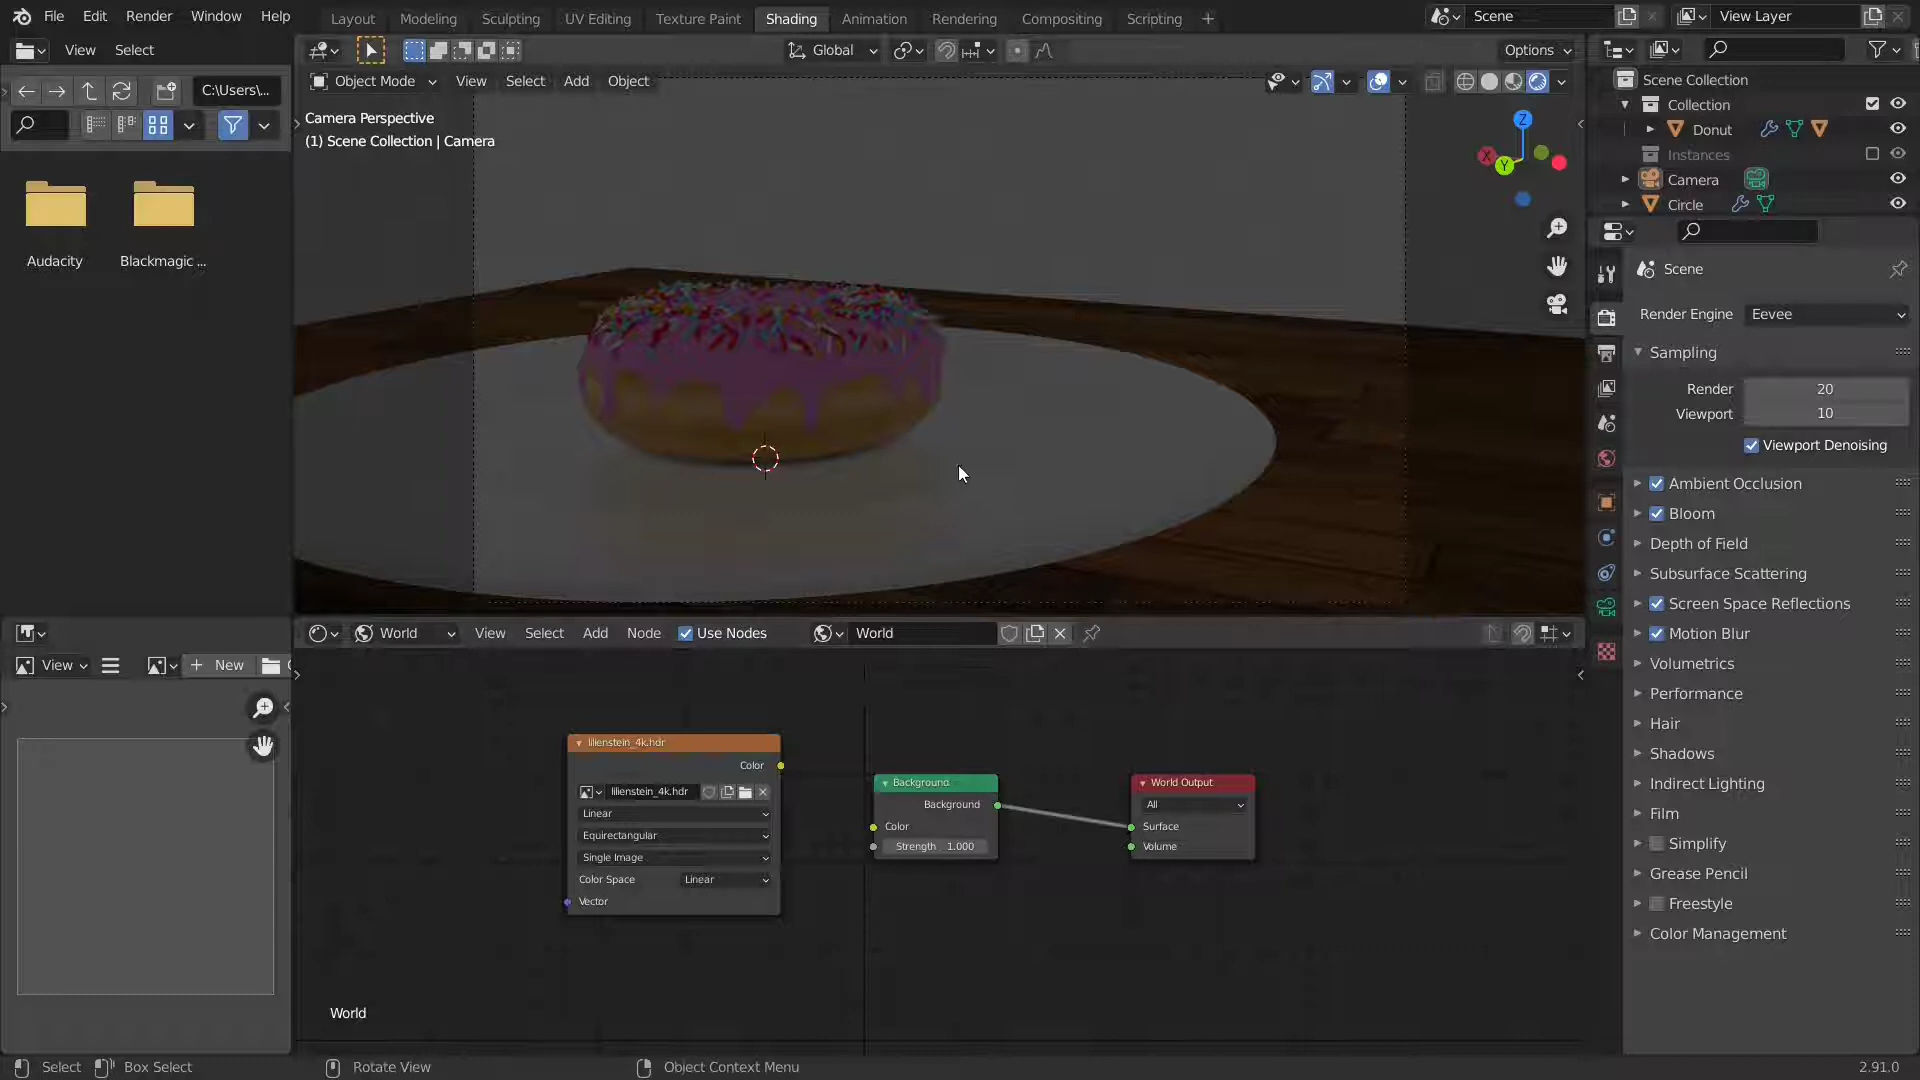 File Edit Render Window Help
Layout Modeling Sculpting UV Editing Texture Paint Shading Animation Rendering Compositing Scripting +
Scene
View Layer
View Select
Global
Options
C:\Users\...
Object Mode View Select Add Object
Camera Perspective
(1) Scene Collection | Camera
Z
X
Y
Audacity
Blackmagic ...
Scene Collection
Collection
Donut
Instances
Camera
Circle
Scene
Render Engine Eevee
Sampling
Render 20
Viewport 10
Viewport Denoising
Ambient Occlusion
Bloom
Depth of Field
Subsurface Scattering
Screen Space Reflections
Motion Blur
Volumetrics
Performance
Hair
Shadows
Indirect Lighting
Film
Simplify
Grease Pencil
Freestyle
Color Management
World View Select Add Node Use Nodes World
View + New
lilienstein_4k.hdr
Color
lilienstein_4k.hdr
Linear
Equirectangular
Single Image
Color Space Linear
Vector
Background
Background
Color
Strength 1.000
World Output
All
Surface
Volume
World
Select Box Select Rotate View Object Context Menu 2.91.0